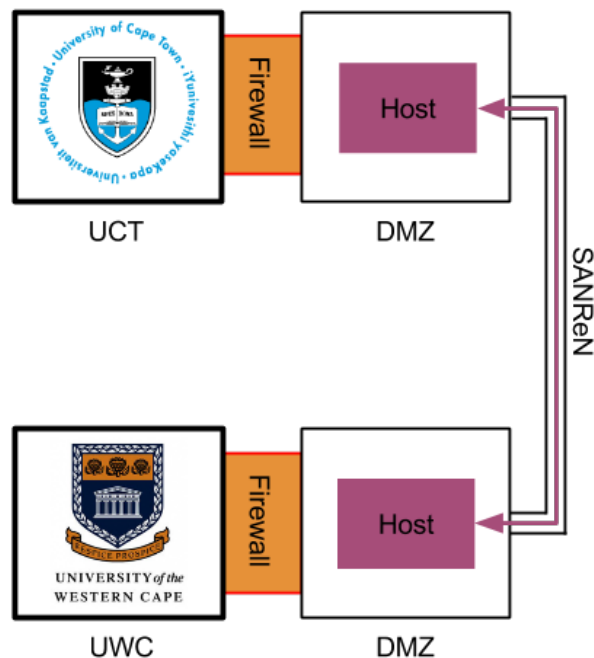 University of Cape Town · iYunivesithi yaseKapa · Universiteit van Kaapstad ·
Firewall
Host
UCT
DMZ
SANReN
Firewall
Host
UNIVERSITY of the
WESTERN CAPE
UWC
DMZ